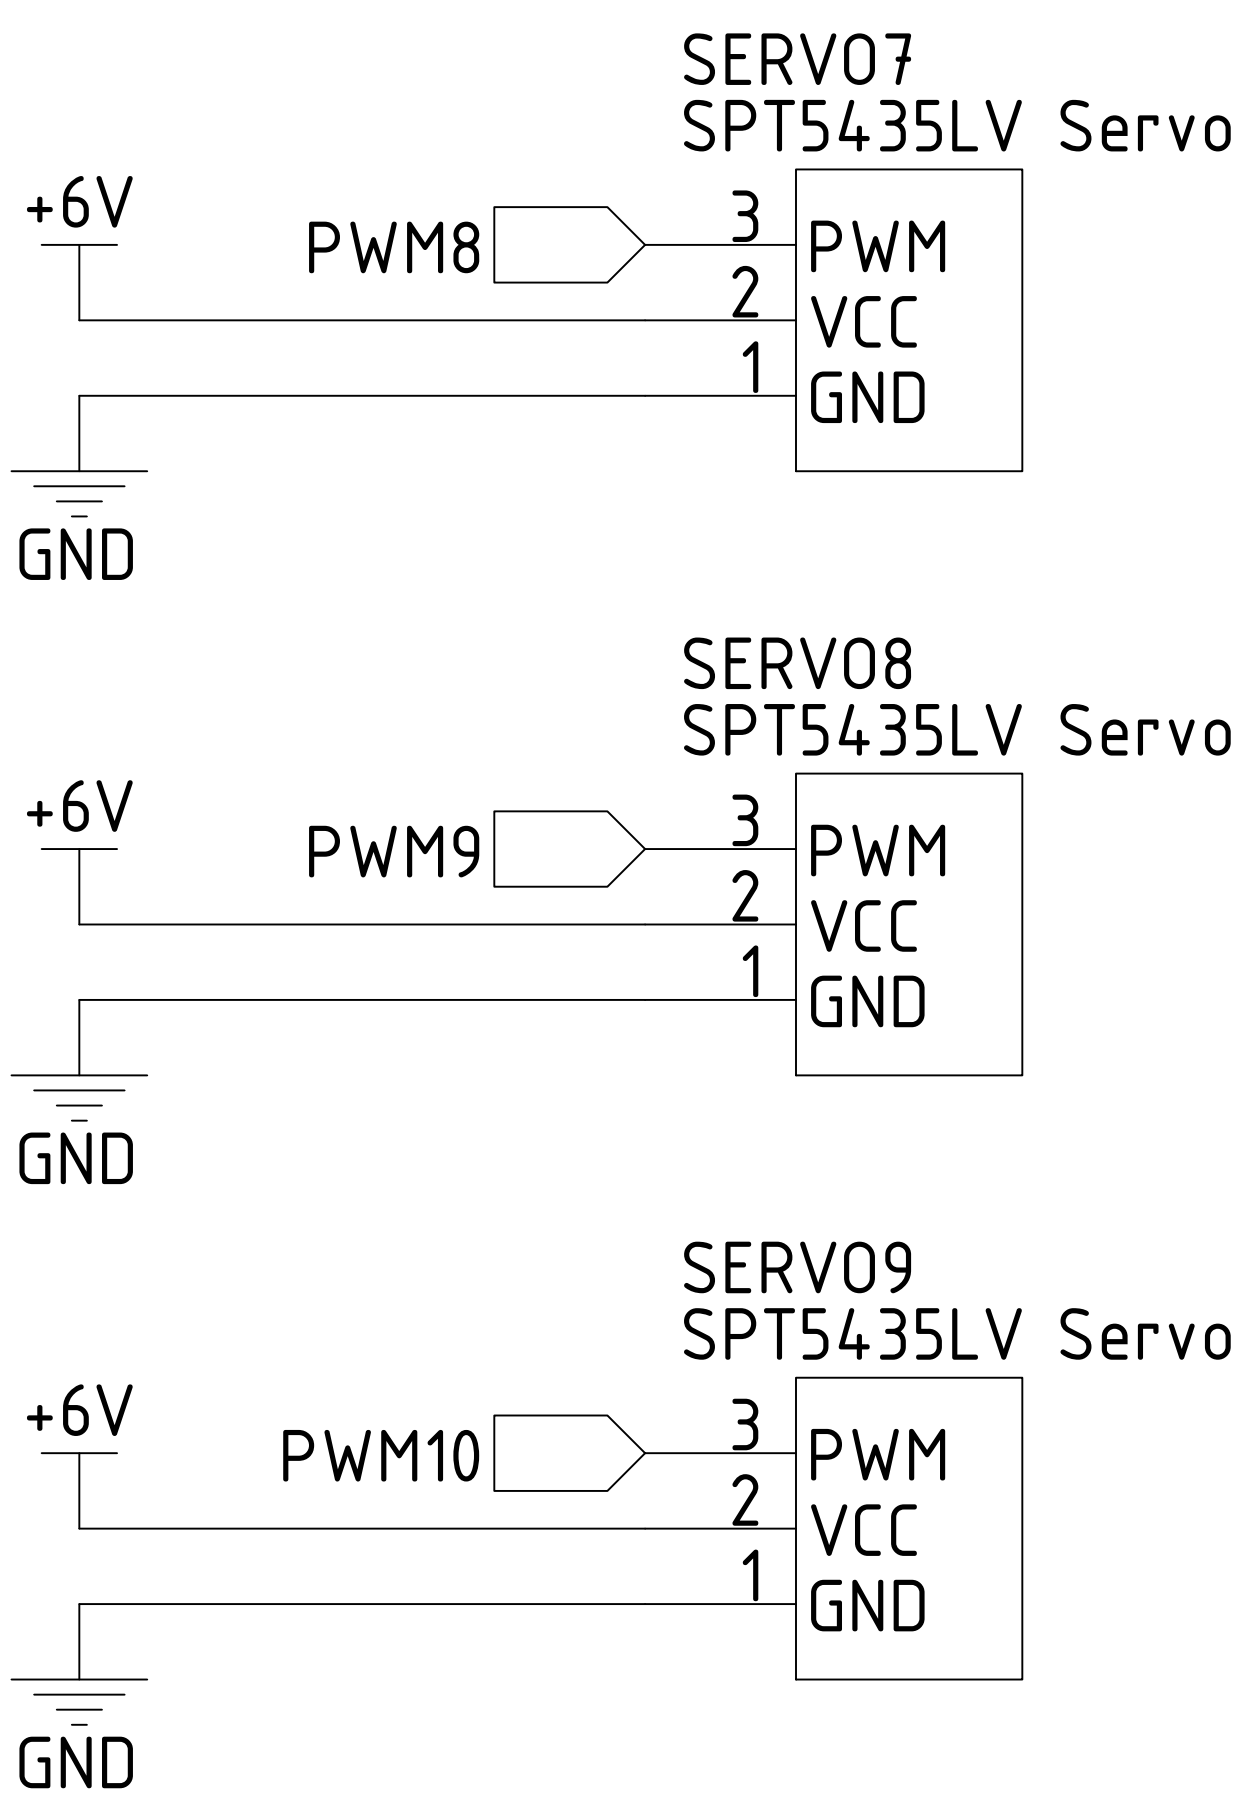 SERVO7
SPT5435LV Servo
+6V
PWM8
3
PWM
2
VCC
1
GND
GND
SERVO8
SPT5435LV Servo
+6V
PWM9
3
PWM
2
VCC
1
GND
GND
SERVO9
SPT5435LV Servo
+6V
PWM10
3
PWM
2
VCC
1
GND
GND